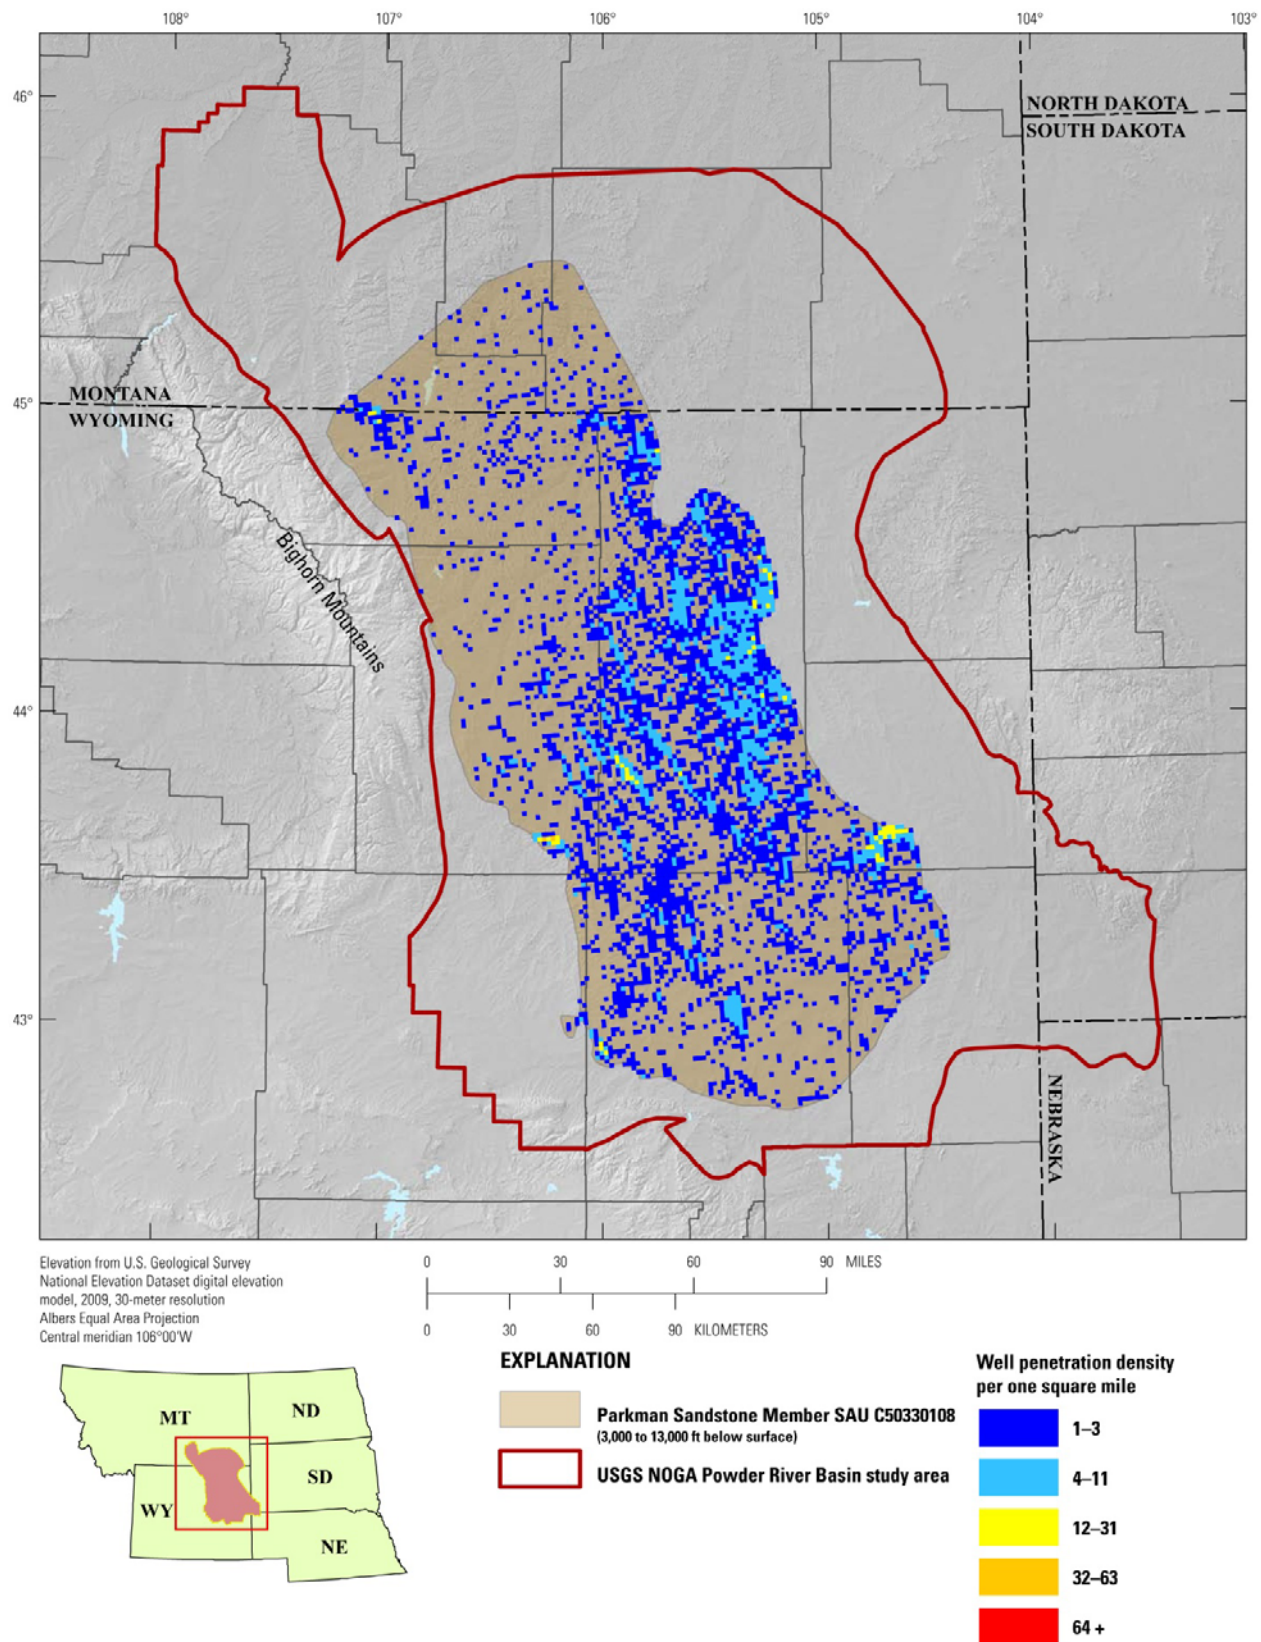 108° 107° 106° 105° 104° 103°
46°
NORTH DAKOTA
SOUTH DAKOTA
45°
MONTANA
WYOMING
Bighorn Mountains
44°
43°
NEBRASKA
Elevation from U.S. Geological Survey
National Elevation Dataset digital elevation
model, 2009, 30-meter resolution
Albers Equal Area Projection
Central meridian 106°00'W
0 30 60 90 MILES
0 30 60 90 KILOMETERS
MT
ND
SD
WY
NE
EXPLANATION
Parkman Sandstone Member SAU C50330108
(3,000 to 13,000 ft below surface)
USGS NOGA Powder River Basin study area
Well penetration density
per one square mile
1–3
4–11
12–31
32–63
64 +